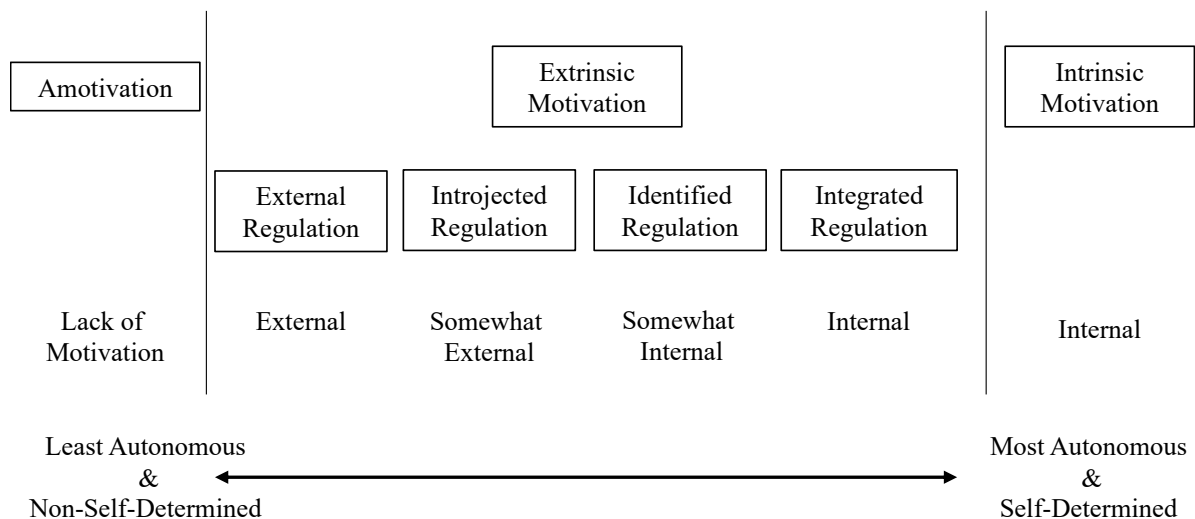 Amotivation
Extrinsic
Motivation
Intrinsic
Motivation
External
Regulation
Introjected
Regulation
Identified
Regulation
Integrated
Regulation
Lack of
Motivation
External
Somewhat
External
Somewhat
Internal
Internal
Internal
Least Autonomous
&
Non-Self-Determined
Most Autonomous
&
Self-Determined